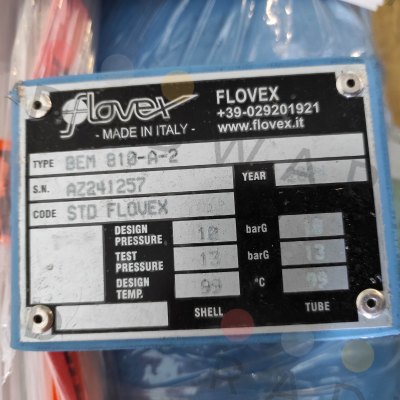 flovex
- MADE IN ITALY -
FLOVEX
+39-029201921
www.flovex.it
TYPE BEM 810-A-2
S.N. AZ241257 YEAR
CODE STD FLOVEX
DESIGN PRESSURE 10 barG 10
TEST PRESSURE 13 barG 13
DESIGN TEMP. 99 °C 99
SHELL TUBE